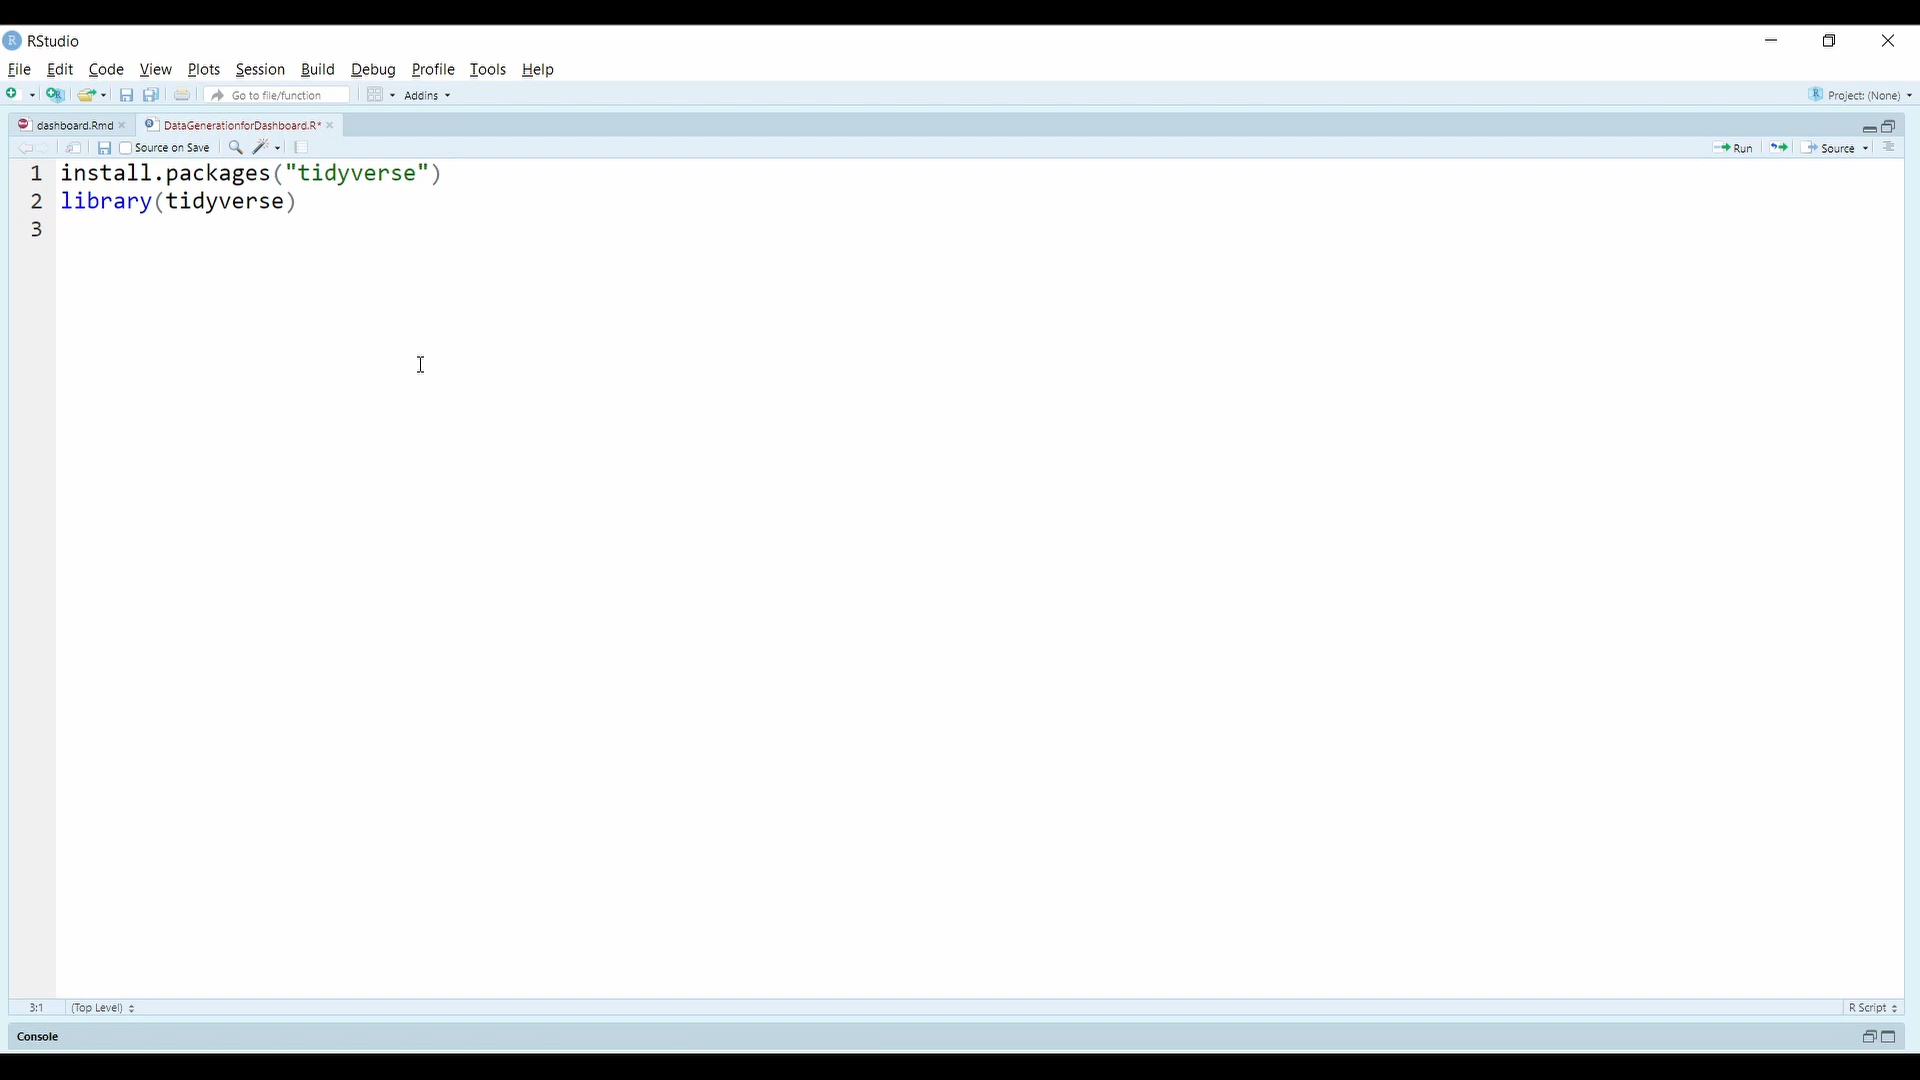 RStudio
File Edit Code View Plots Session Build Debug Profile Tools Help
Go to file/function Addins Project: (None)
dashboard.Rmd DataGenerationforDashboard.R*
Source on Save Run Source
1 install.packages("tidyverse")
2 library(tidyverse)
3
3:1 (Top Level) R Script
Console